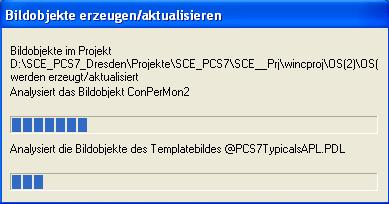 Bildobjekte erzeugen/aktualisieren
Bildobjekte im Projekt
D:\SCE_PCS7_Dresden\Projekte\SCE_PCS7\SCE__Prj\wincproj\OS(2)\OS(
werden erzeugt/aktualisiert
Analysiert das Bildobjekt ConPerMon2
Analysiert die Bildobjekte des Templatebildes @PCS7TypicalsAPL.PDL